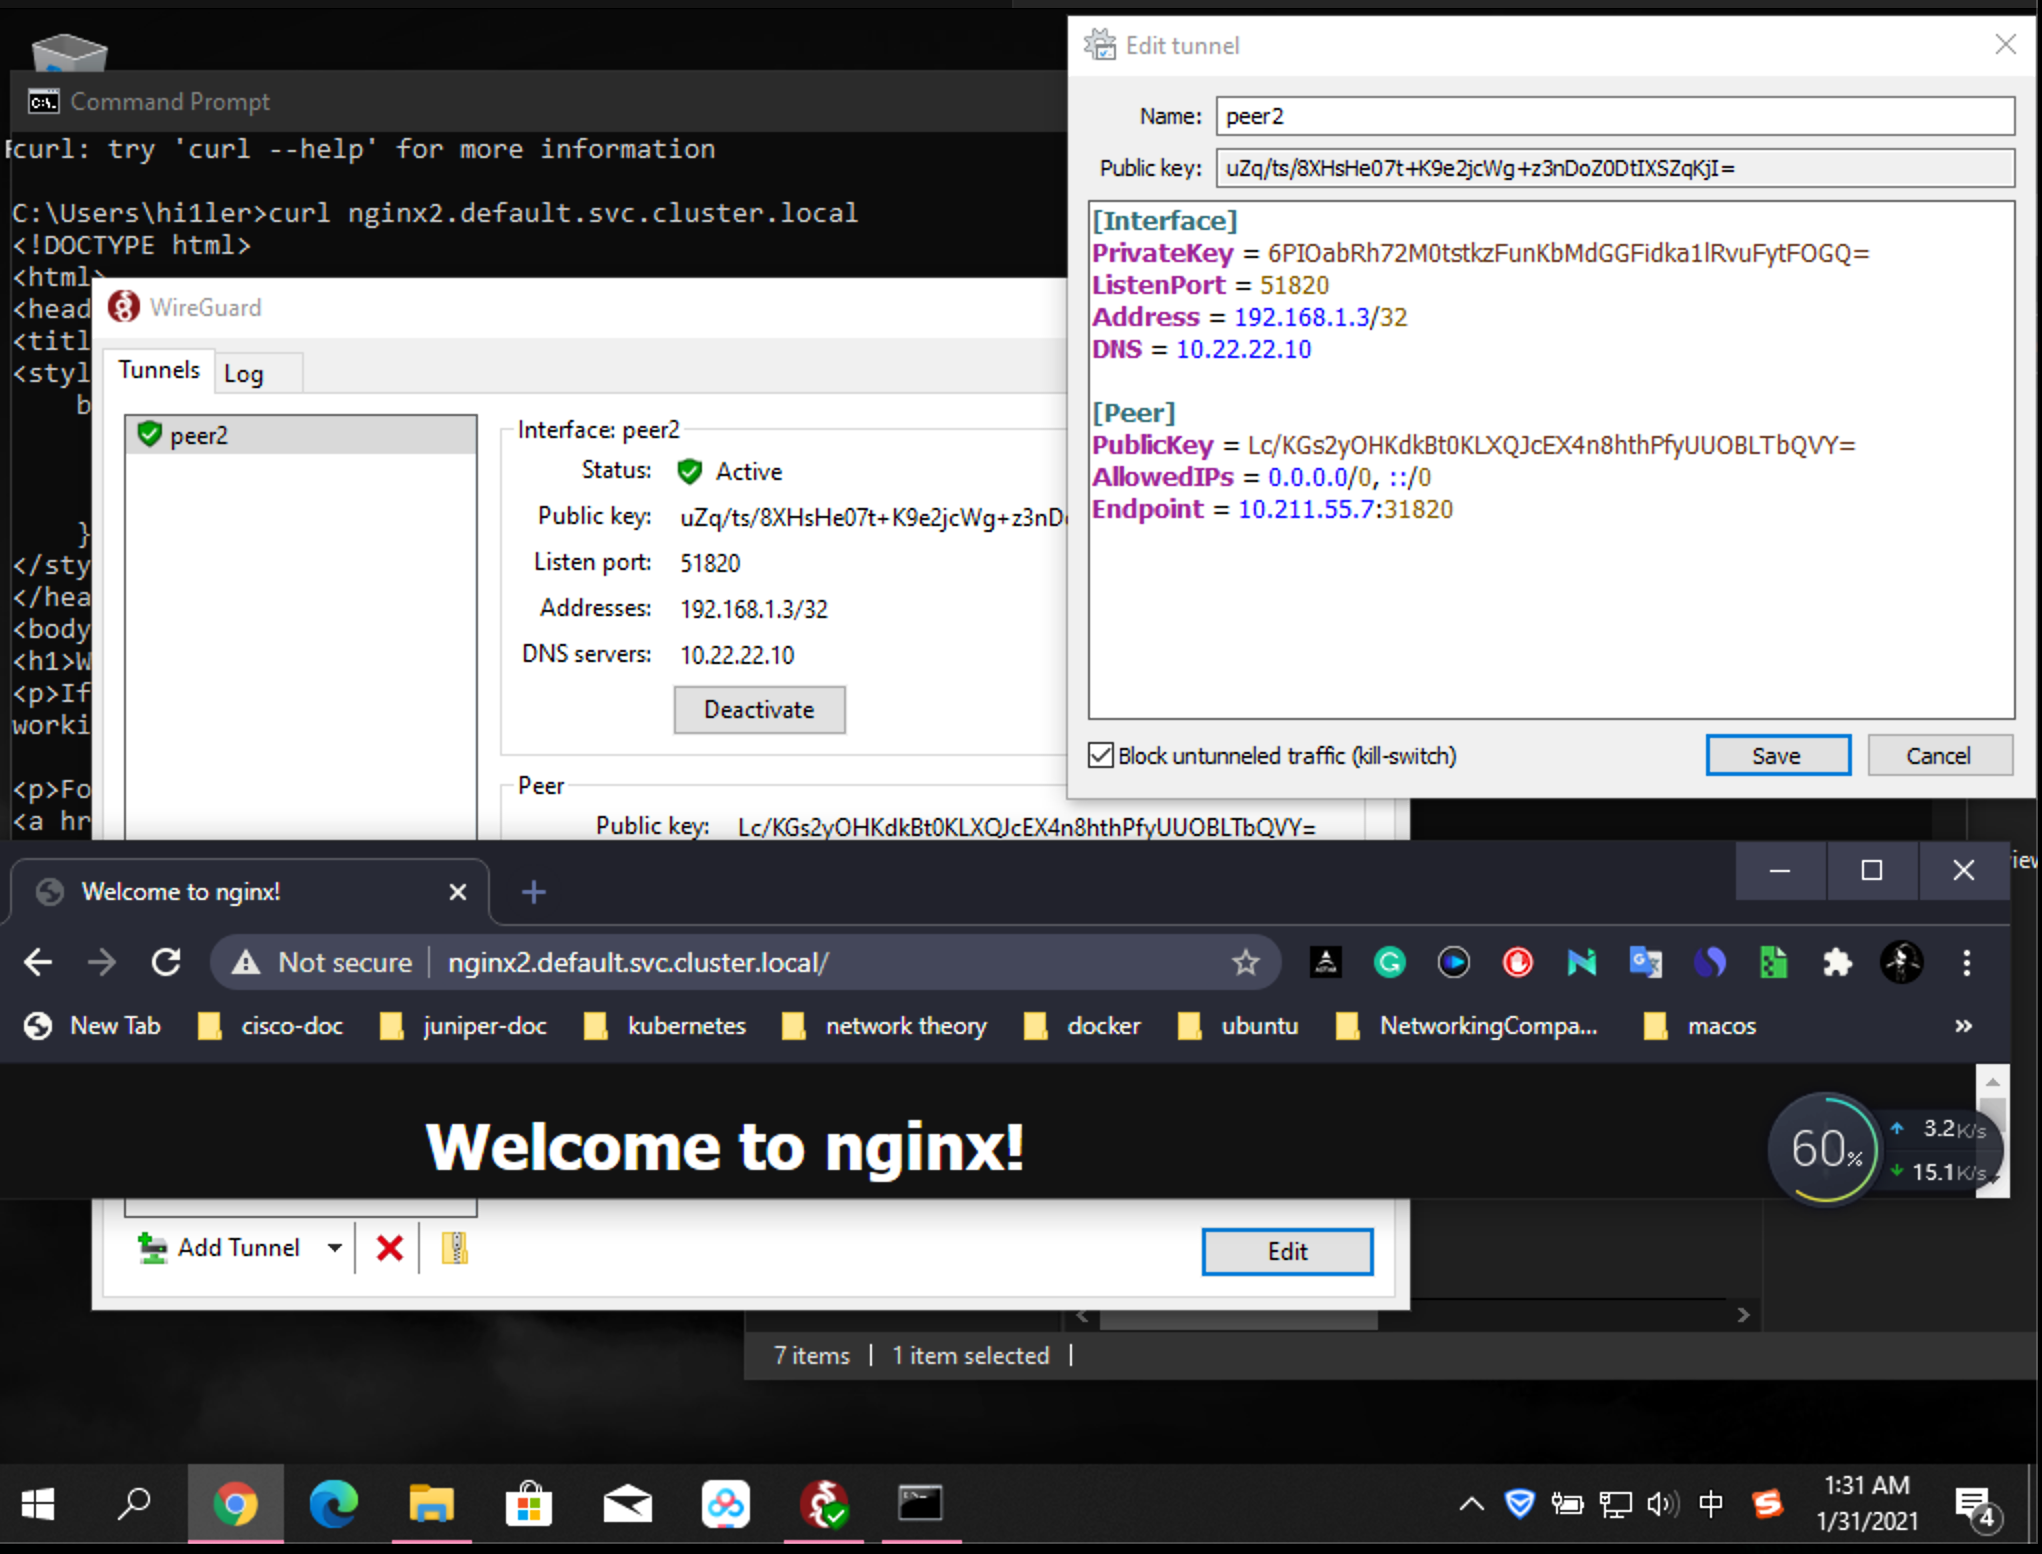 Command Prompt
curl: try 'curl --help' for more information
C:\Users\hi1ler>curl nginx2.default.svc.cluster.local
<!DOCTYPE html>
<html>
<head
<titl
<styl
b
}
</sty
</hea
<body
<h1>W
<p>If
worki
<p>Fo
<a hr
WireGuard
Tunnels
Log
peer2
Interface: peer2
Status: Active
Public key: uZq/ts/8XHsHe07t+K9e2jcWg+z3nD
Listen port: 51820
Addresses: 192.168.1.3/32
DNS servers: 10.22.22.10
Deactivate
Peer
Public key: Lc/KGs2yOHKdkBt0KLXQJcEX4n8hthPfyUUOBLTbQVY=
Edit tunnel
Name: peer2
Public key: uZq/ts/8XHsHe07t+K9e2jcWg+z3nDoZ0DtIXSZqKjI=
[Interface]
PrivateKey = 6PIOabRh72M0tstkzFunKbMdGGFidka1lRvuFytFOGQ=
ListenPort = 51820
Address = 192.168.1.3/32
DNS = 10.22.22.10
[Peer]
PublicKey = Lc/KGs2yOHKdkBt0KLXQJcEX4n8hthPfyUUOBLTbQVY=
AllowedIPs = 0.0.0.0/0, ::/0
Endpoint = 10.211.55.7:31820
Block untunneled traffic (kill-switch)
Save
Cancel
Welcome to nginx!
Not secure
nginx2.default.svc.cluster.local/
New Tab
cisco-doc
juniper-doc
kubernetes
network theory
docker
ubuntu
NetworkingCompa...
macos
»
Welcome to nginx!
60%
3.2K/s
15.1K/s
Add Tunnel
Edit
7 items
1 item selected
中
1:31 AM
1/31/2021
4